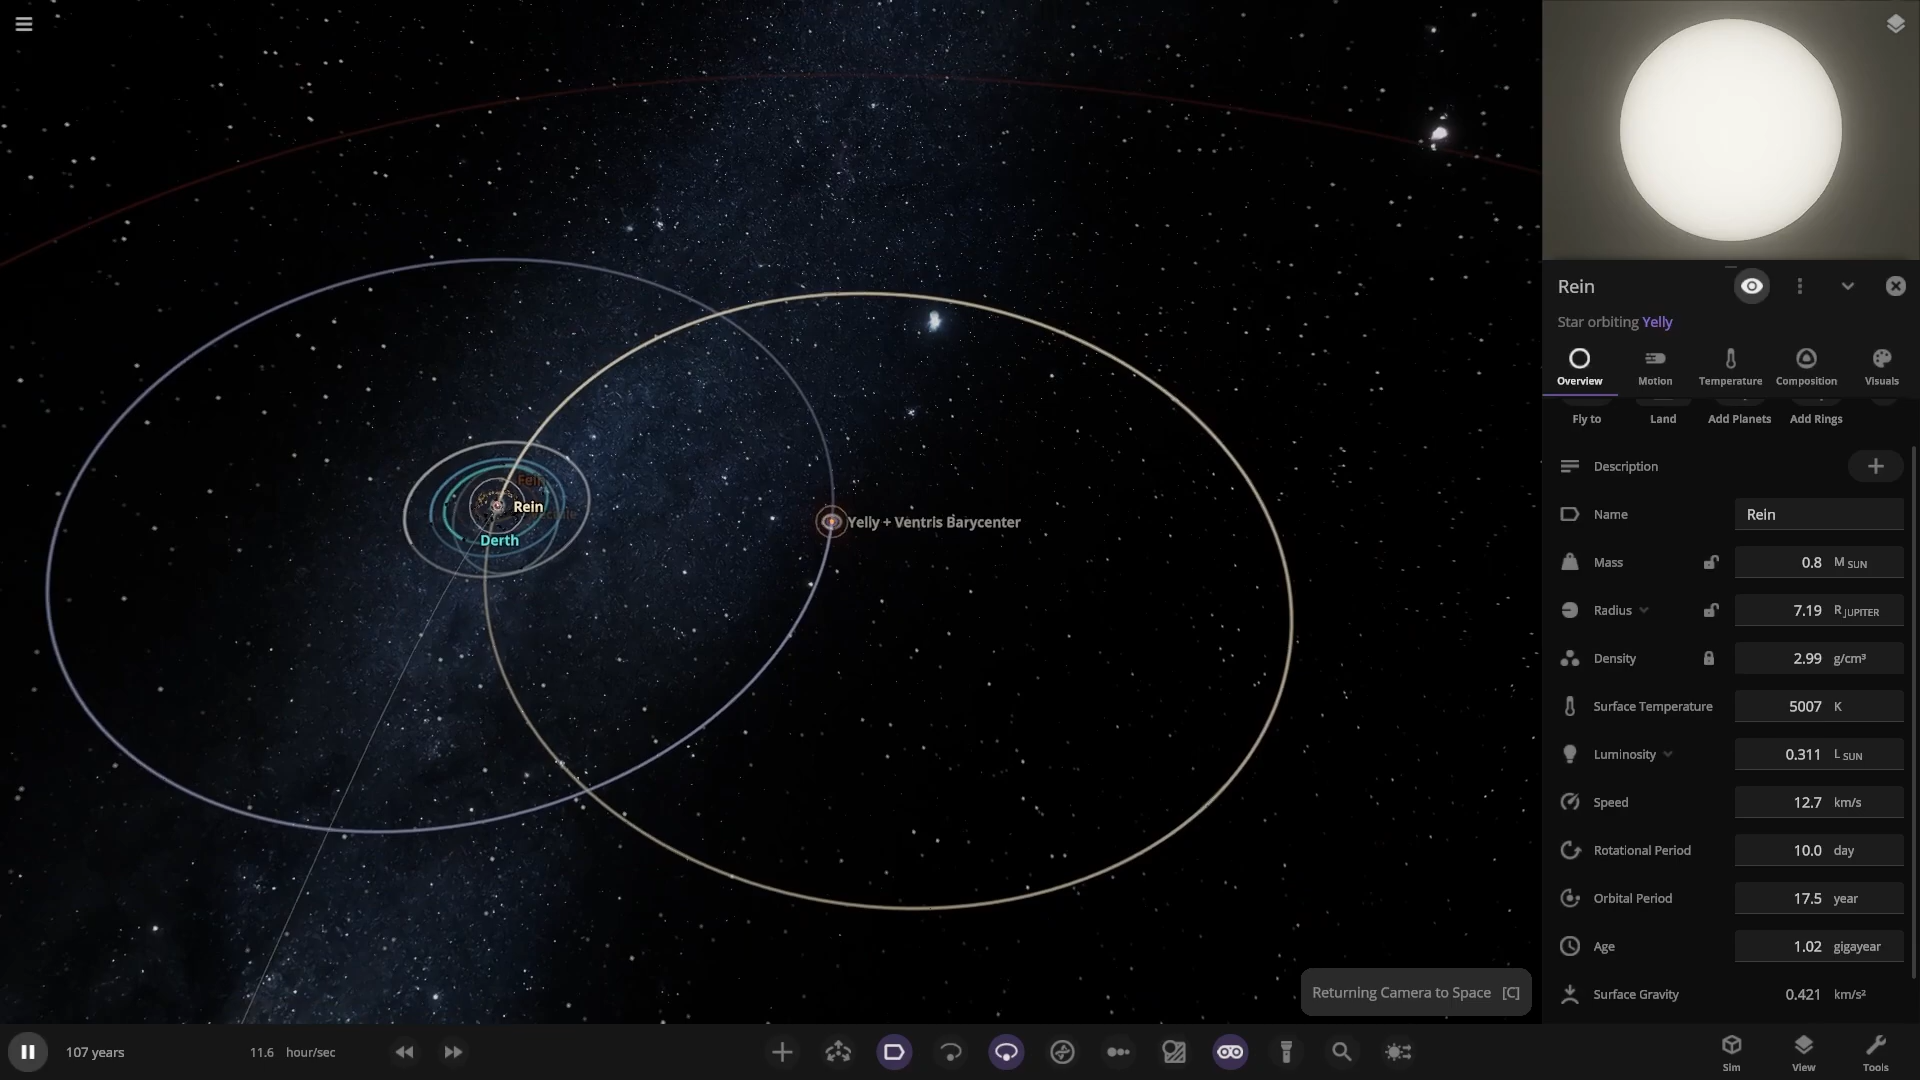 Fein
Rein
Derth
Yelly + Ventris Barycenter
Returning Camera to Space [C]
Rein
Star orbiting Yelly
Overview Motion Temperature Composition Visuals
Fly to Land Add Planets Add Rings
Description
Name Rein
Mass 0.8 M SUN
Radius 7.19 R JUPITER
Density 2.99 g/cm³
Surface Temperature 5007 K
Luminosity 0.311 L SUN
Speed 12.7 km/s
Rotational Period 10.0 day
Orbital Period 17.5 year
Age 1.02 gigayear
Surface Gravity 0.421 km/s²
107 years 11.6 hour/sec
Sim View Tools